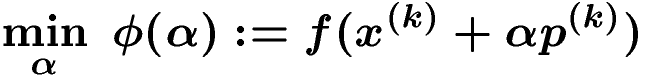 min_α φ(α) := f(x^(k) + αp^(k))